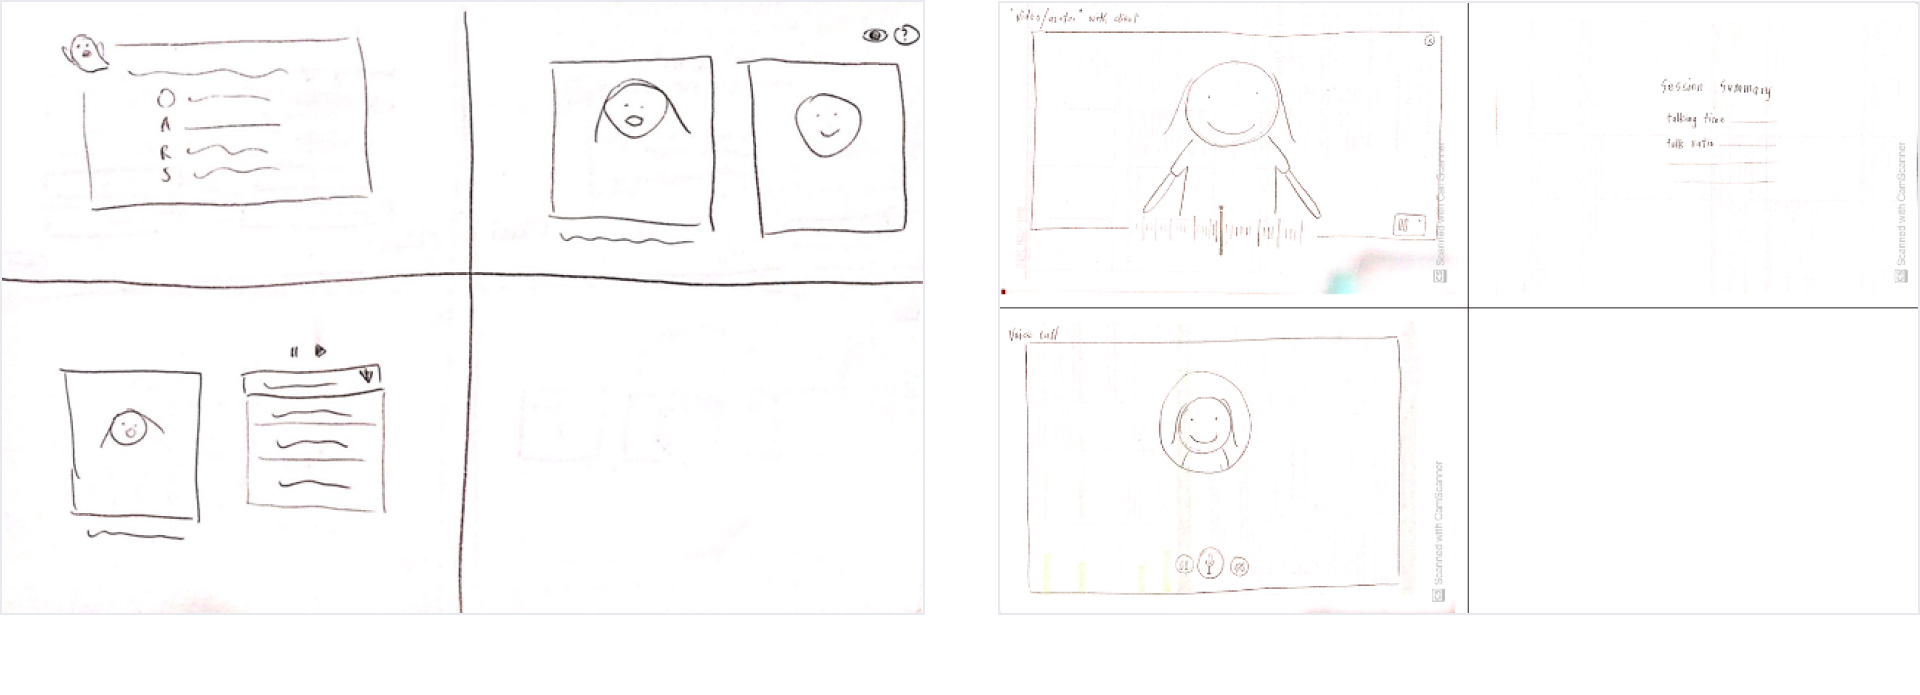 O
A
R
S
?
"Video/avatar" with client
Session Summary
talking time
talk ratio
Voice call
Scanned with CamScanner
Scanned with CamScanner
Scanned with CamScanner